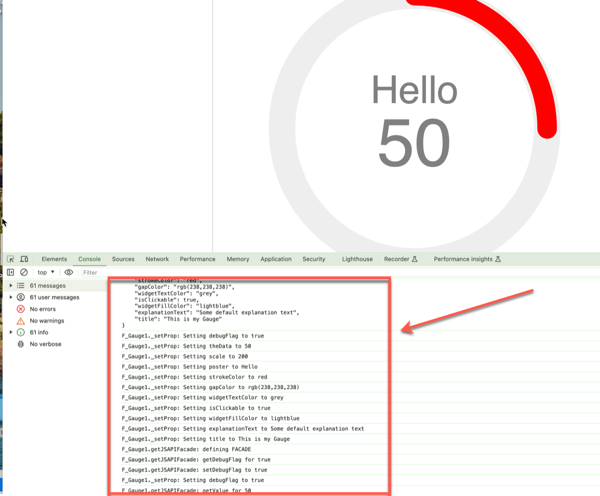 Hello
50
Elements Console Sources Network Performance Memory Application Security Lighthouse Recorder Performance insights
top Filter
61 messages
61 user messages
No errors
No warnings
61 info
No verbose
"strokeColor": "red",
"gapColor": "rgb(238,238,238)",
"widgetTextColor": "grey",
"isClickable": true,
"widgetFillColor": "lightblue",
"explanationText": "Some default explanation text",
"title": "This is my Gauge"
}
F_Gauge1._setProp: Setting debugFlag to true
F_Gauge1._setProp: Setting theData to 50
F_Gauge1._setProp: Setting scale to 200
F_Gauge1._setProp: Setting poster to Hello
F_Gauge1._setProp: Setting strokeColor to red
F_Gauge1._setProp: Setting gapColor to rgb(238,238,238)
F_Gauge1._setProp: Setting widgetTextColor to grey
F_Gauge1._setProp: Setting isClickable to true
F_Gauge1._setProp: Setting widgetFillColor to lightblue
F_Gauge1._setProp: Setting explanationText to Some default explanation text
F_Gauge1._setProp: Setting title to This is my Gauge
F_Gauge1.getJSAPIFacade: defining FACADE
F_Gauge1.getJSAPIFacade: getDebugFlag for true
F_Gauge1.getJSAPIFacade: setDebugFlag to true
F_Gauge1._setProp: Setting debugFlag to true
F_Gauge1.getJSAPIFacade: getValue for 50